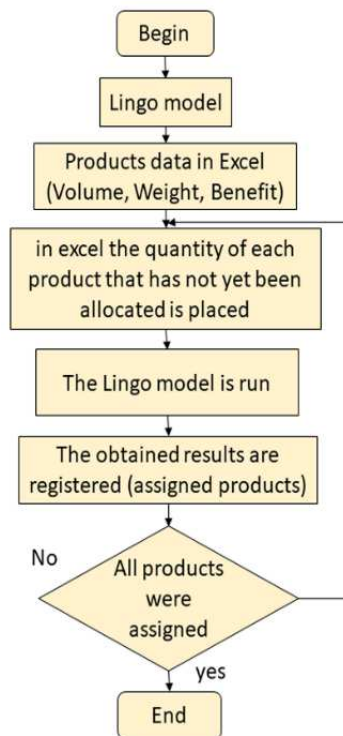 Begin
Lingo model
Products data in Excel
(Volume, Weight, Benefit)
in excel the quantity of each
product that has not yet been
allocated is placed
The Lingo model is run
The obtained results are
registered (assigned products)
No
All products
were
assigned
yes
End